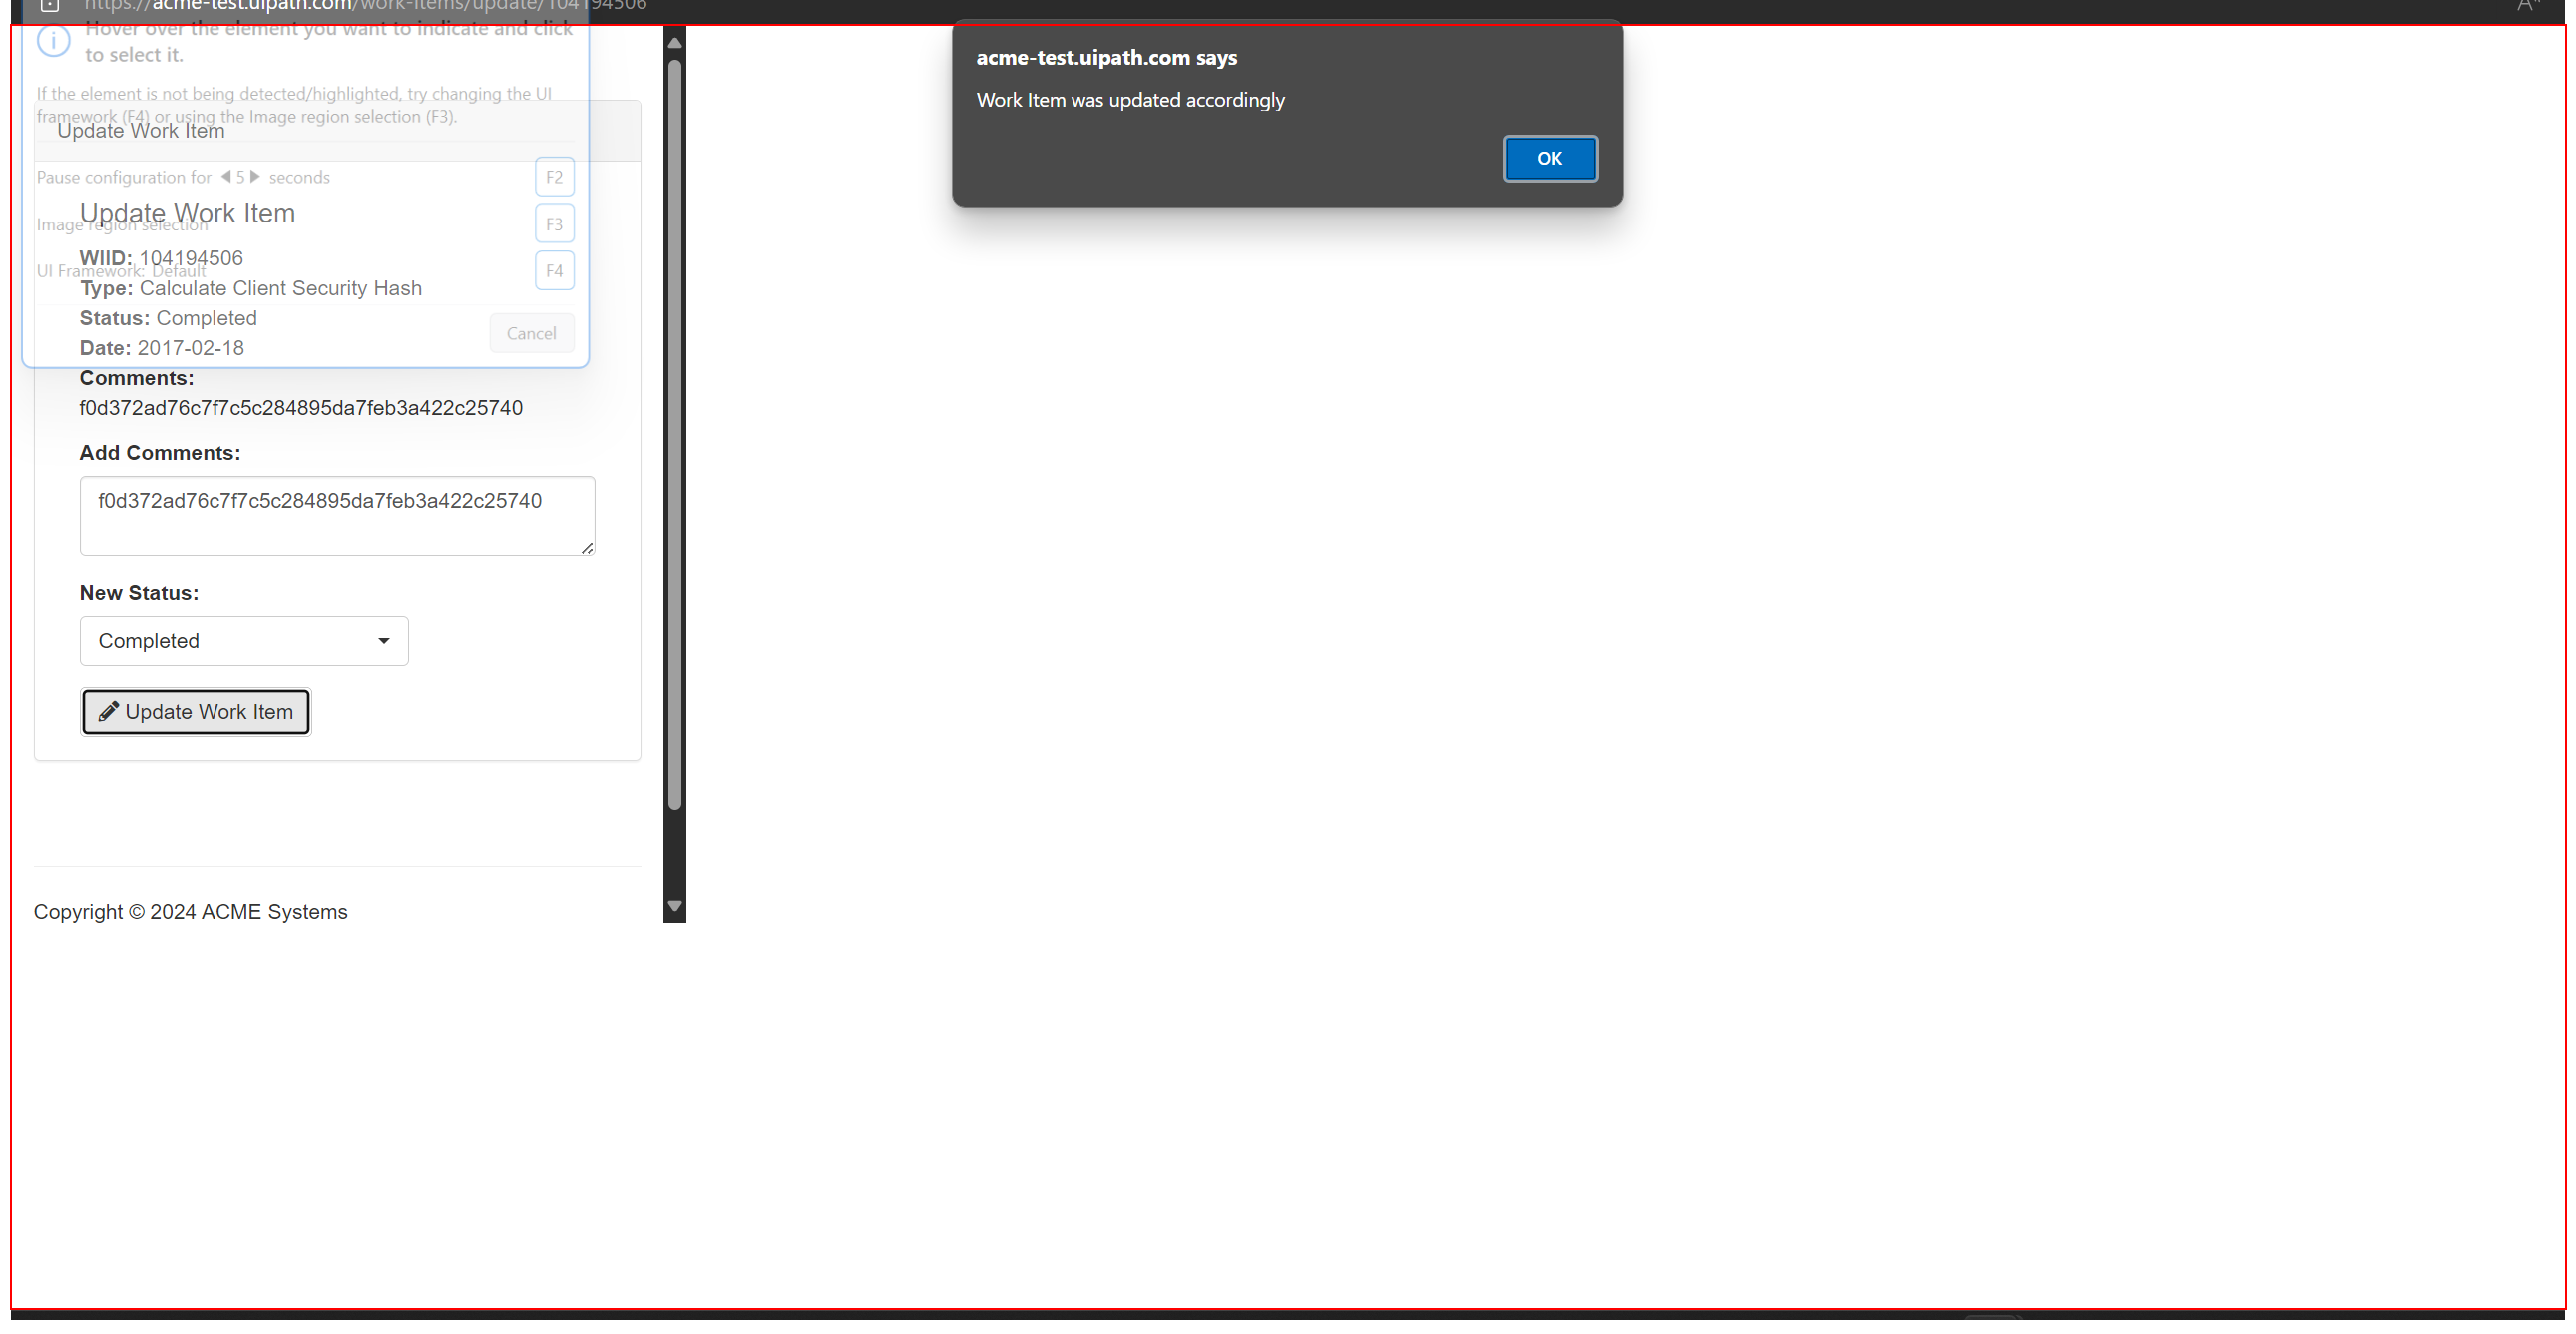 https://acme-test.uipath.com/work-items/update/104194506
Hover over the element you want to indicate and click
to select it.
If the element is not being detected/highlighted, try changing the UI
framework (F4) or using the Image region selection (F3).
Update Work Item
Pause configuration for 5 seconds
F2
Update Work Item
Image region selection
F3
WIID: 104194506
UI Framework: Default
F4
Type: Calculate Client Security Hash
Status: Completed
Cancel
Date: 2017-02-18
Comments:
f0d372ad76c7f7c5c284895da7feb3a422c25740
Add Comments:
f0d372ad76c7f7c5c284895da7feb3a422c25740
New Status:
Completed
Update Work Item
Copyright © 2024 ACME Systems
acme-test.uipath.com says
Work Item was updated accordingly
OK